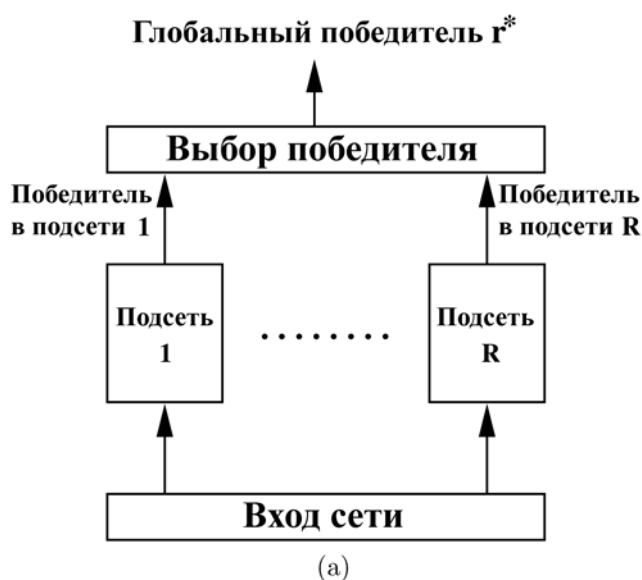 Глобальный победитель r*
Выбор победителя
Победитель
в подсети 1
Победитель
в подсети R
Подсеть
1
. . . . . . . .
Подсеть
R
Вход сети
(a)